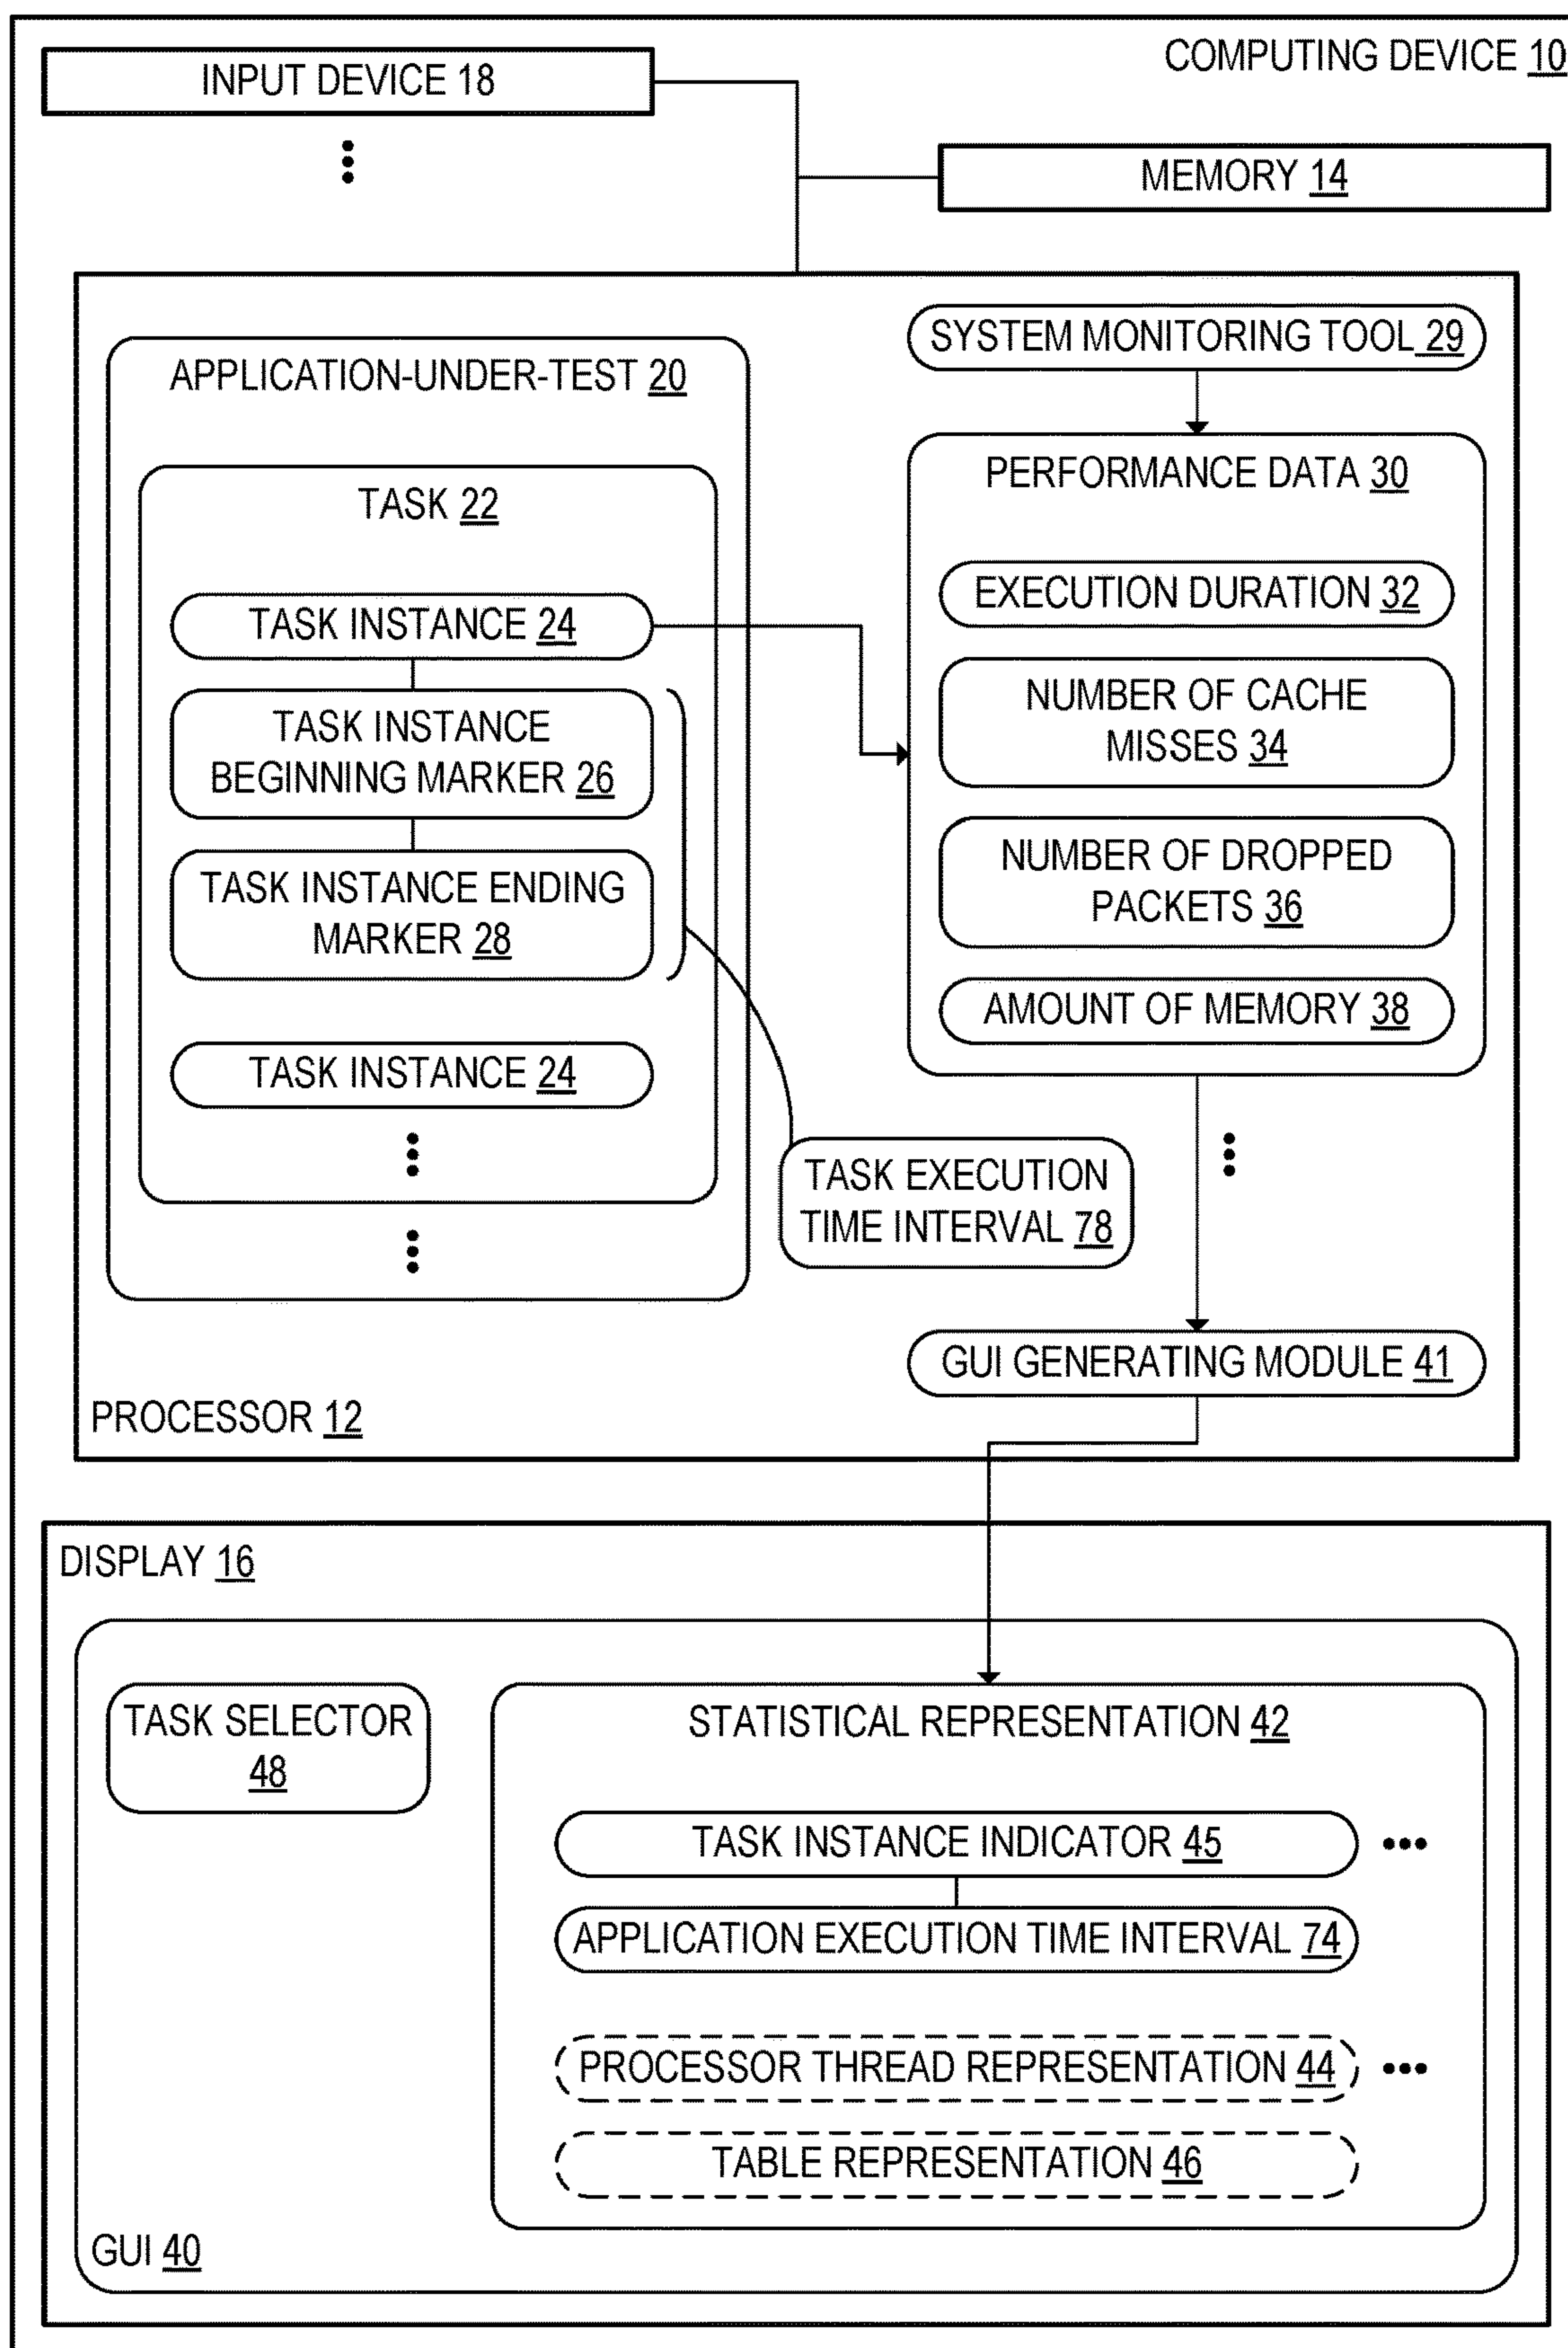 COMPUTING DEVICE 10
INPUT DEVICE 18
MEMORY 14
SYSTEM MONITORING TOOL 29
APPLICATION-UNDER-TEST 20
PERFORMANCE DATA 30
TASK 22
EXECUTION DURATION 32
TASK INSTANCE 24
NUMBER OF CACHE
MISSES 34
TASK INSTANCE
BEGINNING MARKER 26
NUMBER OF DROPPED
PACKETS 36
TASK INSTANCE ENDING
MARKER 28
AMOUNT OF MEMORY 38
TASK INSTANCE 24
TASK EXECUTION
TIME INTERVAL 78
GUI GENERATING MODULE 41
PROCESSOR 12
DISPLAY 16
TASK SELECTOR
48
STATISTICAL REPRESENTATION 42
TASK INSTANCE INDICATOR 45
APPLICATION EXECUTION TIME INTERVAL 74
PROCESSOR THREAD REPRESENTATION 44
TABLE REPRESENTATION 46
GUI 40